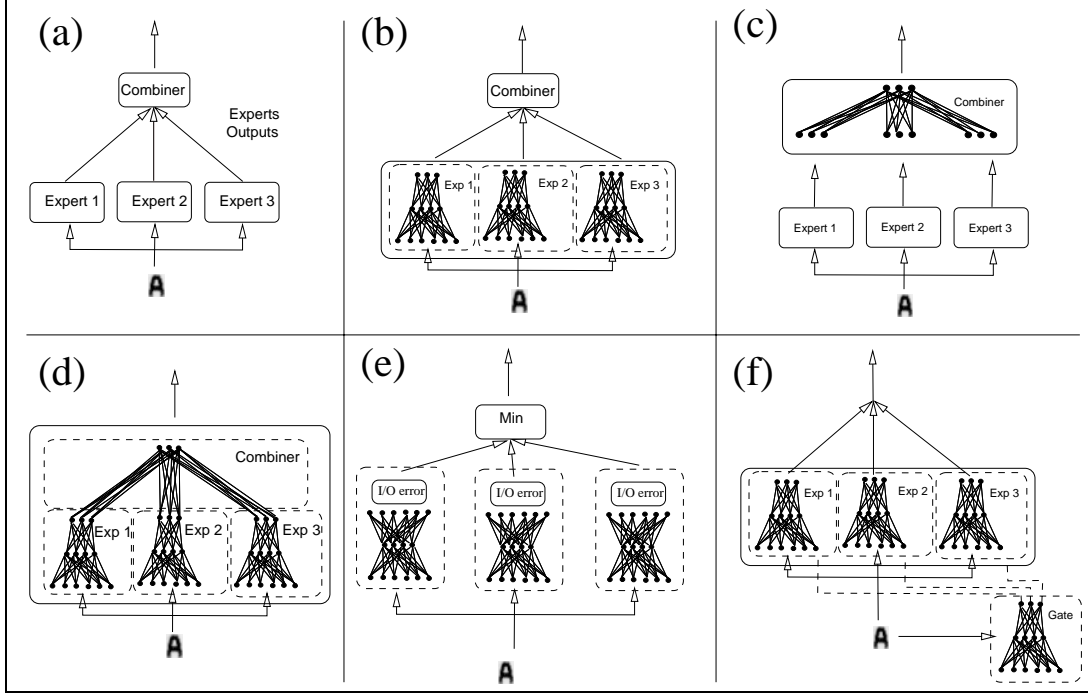 (a)
Combiner
Experts
Outputs
Expert 1
Expert 2
Expert 3
A
(b)
Combiner
Exp 1
Exp 2
Exp 3
A
(c)
Combiner
Expert 1
Expert 2
Expert 3
A
(d)
Combiner
Exp 1
Exp 2
Exp 3
A
(e)
Min
I/O error
I/O error
I/O error
A
(f)
Exp 1
Exp 2
Exp 3
Gate
A